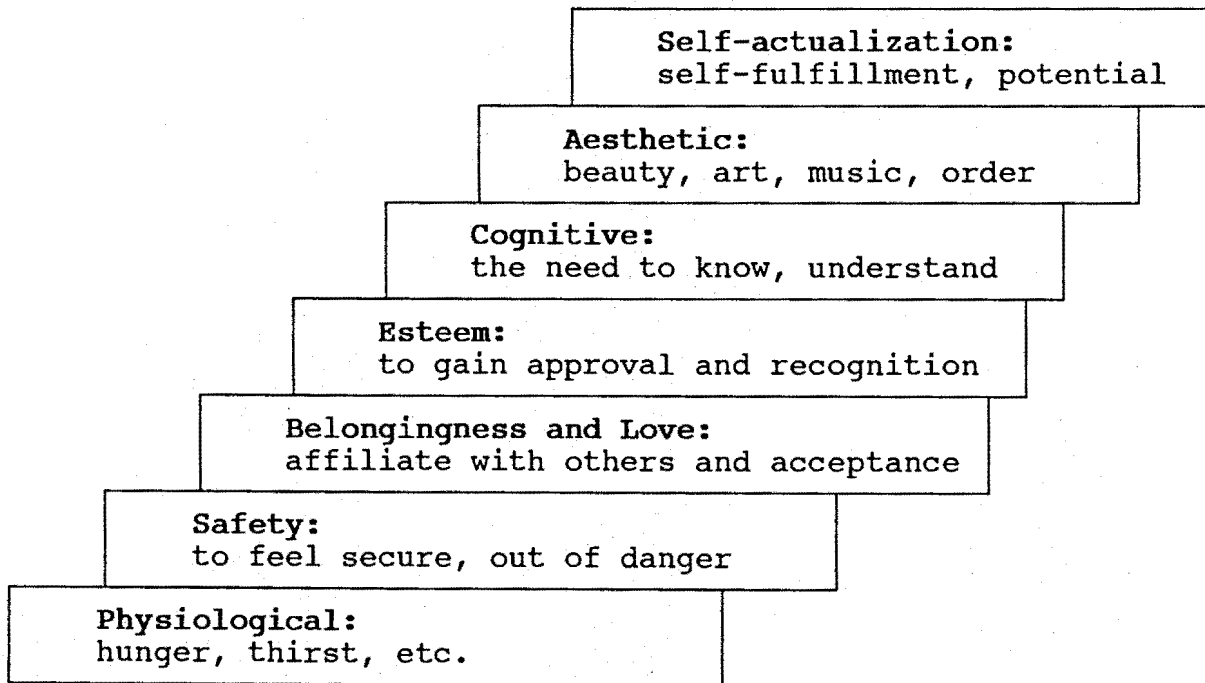 Self-actualization:
self-fulfillment, potential
Aesthetic:
beauty, art, music, order
Cognitive:
the need to know, understand
Esteem:
to gain approval and recognition
Belongingness and Love:
affiliate with others and acceptance
Safety:
to feel secure, out of danger
Physiological:
hunger, thirst, etc.